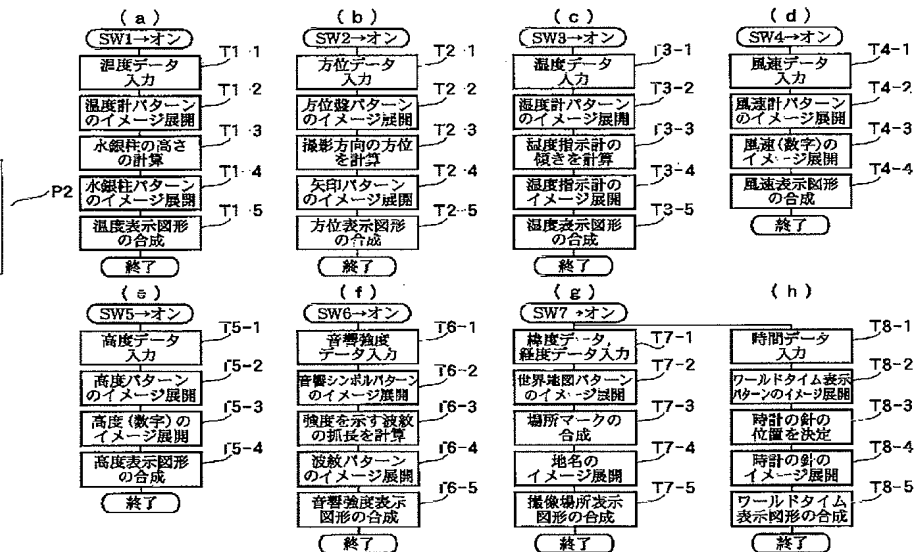 (a)
SW1→オン
T1-1
温度データ
入力
T1-2
温度計パターン
のイメージ展開
T1-3
水銀柱の高さ
の計算
T1-4
水銀柱パターン
のイメージ展開
T1-5
温度表示図形
の合成
終了
P2
(b)
SW2→オン
T2-1
方位データ
入力
T2-2
方位盤パターン
のイメージ展開
T2-3
撮影方向の方位
を計算
T2-4
矢印パターン
のイメージ展開
T2-5
方位表示図形
の合成
終了
(c)
SW3→オン
T3-1
湿度データ
入力
T3-2
湿度計パターン
のイメージ展開
T3-3
湿度指示計の
傾きを計算
T3-4
湿度指示計の
イメージ展開
T3-5
湿度表示図形
の合成
終了
(d)
SW4→オン
T4-1
風速データ
入力
T4-2
風速計パターン
のイメージ展開
T4-3
風速(数字)の
イメージ展開
T4-4
風速表示図形
の合成
終了
(e)
SW5→オン
T5-1
高度データ
入力
T5-2
高度パターン
のイメージ展開
T5-3
高度(数字)の
イメージ展開
T5-4
高度表示図形
の合成
終了
(f)
SW6→オン
T6-1
音響強度
データ入力
T6-2
音響シンボルパターン
のイメージ展開
T6-3
強度を示す波紋
の拡長を計算
T6-4
波紋パターン
のイメージ展開
T6-5
音響強度表示
図形の合成
終了
(g)
SW7→オン
T7-1
緯度データ,
経度データ入力
T7-2
世界地図パターン
のイメージ展開
T7-3
場所マークの
合成
T7-4
地名の
イメージ展開
T7-5
撮像場所表示
図形の合成
終了
(h)
T8-1
時間データ
入力
T8-2
ワールドタイム表示
パターンのイメージ展開
T8-3
時計の針の
位置を決定
T8-4
時計の針の
イメージ展開
T8-5
ワールドタイム
表示図形の合成
終了